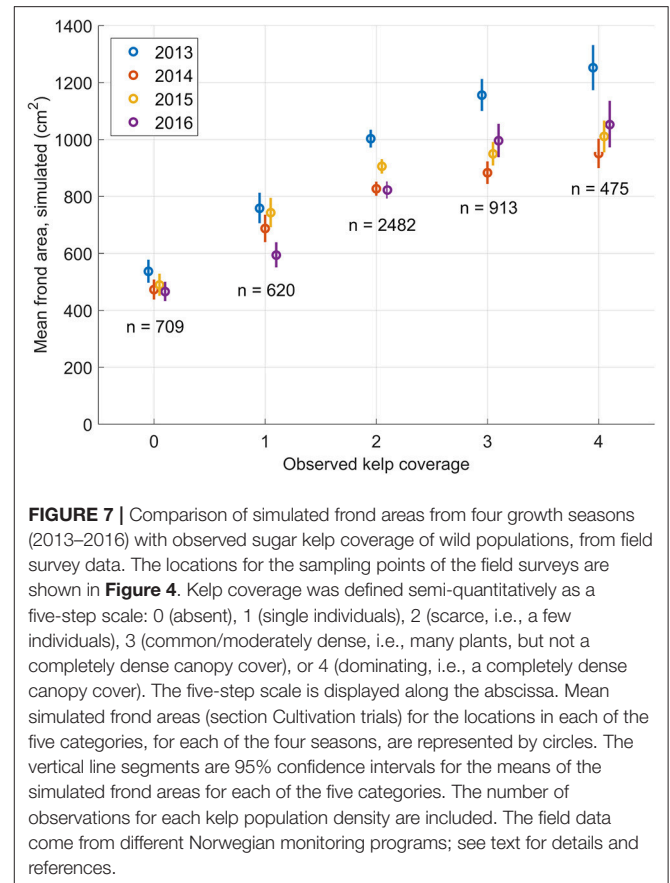 1400
1200
1000
800
600
400
200
0
Mean frond area, simulated (cm²)
2013
2014
2015
2016
n = 709
n = 620
n = 2482
n = 913
n = 475
0 1 2 3 4
Observed kelp coverage
FIGURE 7 | Comparison of simulated frond areas from four growth seasons
(2013–2016) with observed sugar kelp coverage of wild populations, from field
survey data. The locations for the sampling points of the field surveys are
shown in Figure 4. Kelp coverage was defined semi-quantitatively as a
five-step scale: 0 (absent), 1 (single individuals), 2 (scarce, i.e., a few
individuals), 3 (common/moderately dense, i.e., many plants, but not a
completely dense canopy cover), or 4 (dominating, i.e., a completely dense
canopy cover). The five-step scale is displayed along the abscissa. Mean
simulated frond areas (section Cultivation trials) for the locations in each of the
five categories, for each of the four seasons, are represented by circles. The
vertical line segments are 95% confidence intervals for the means of the
simulated frond areas for each of the five categories. The number of
observations for each kelp population density are included. The field data
come from different Norwegian monitoring programs; see text for details and
references.